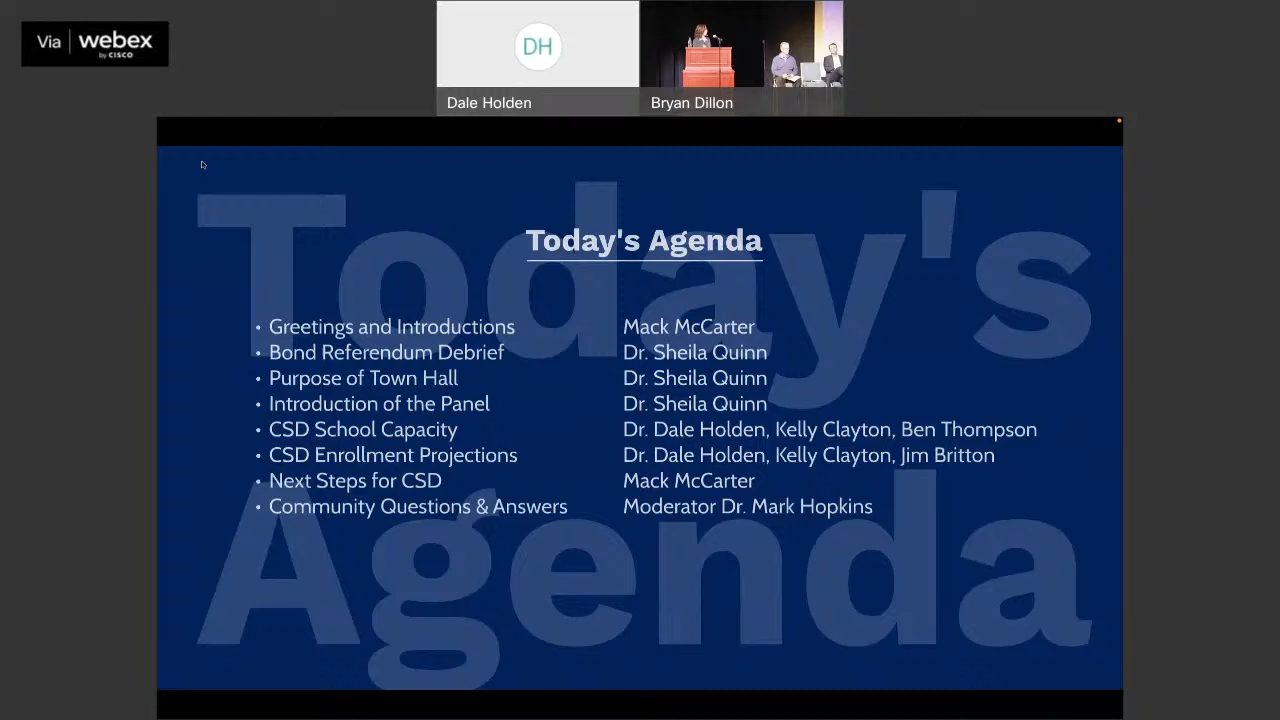 Via webex
by CISCO
DH
Dale Holden
Bryan Dillon
Today's
Agenda
Today's Agenda
• Greetings and Introductions Mack McCarter
• Bond Referendum Debrief Dr. Sheila Quinn
• Purpose of Town Hall Dr. Sheila Quinn
• Introduction of the Panel Dr. Sheila Quinn
• CSD School Capacity Dr. Dale Holden, Kelly Clayton, Ben Thompson
• CSD Enrollment Projections Dr. Dale Holden, Kelly Clayton, Jim Britton
• Next Steps for CSD Mack McCarter
• Community Questions & Answers Moderator Dr. Mark Hopkins